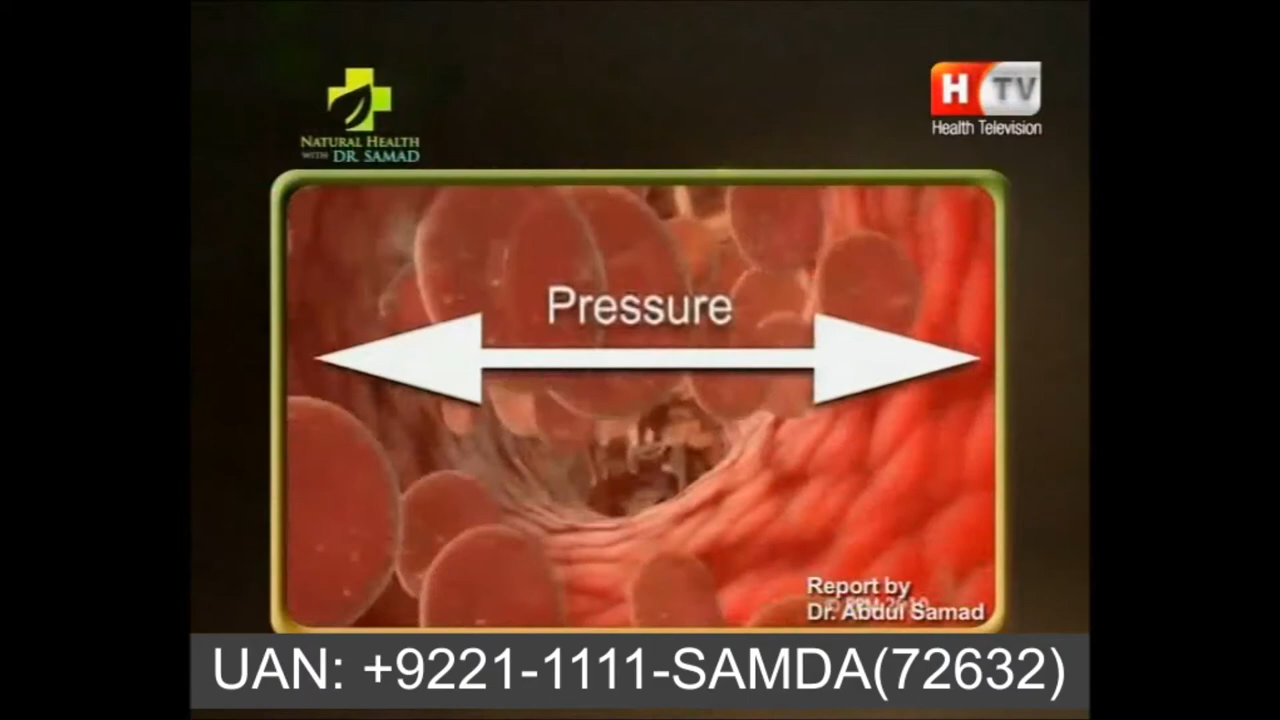 NATURAL HEALTH
WITH DR. SAMAD
H TV
Health Television
Pressure
Report by
Dr. Abdul Samad
UAN: +9221-1111-SAMDA(72632)